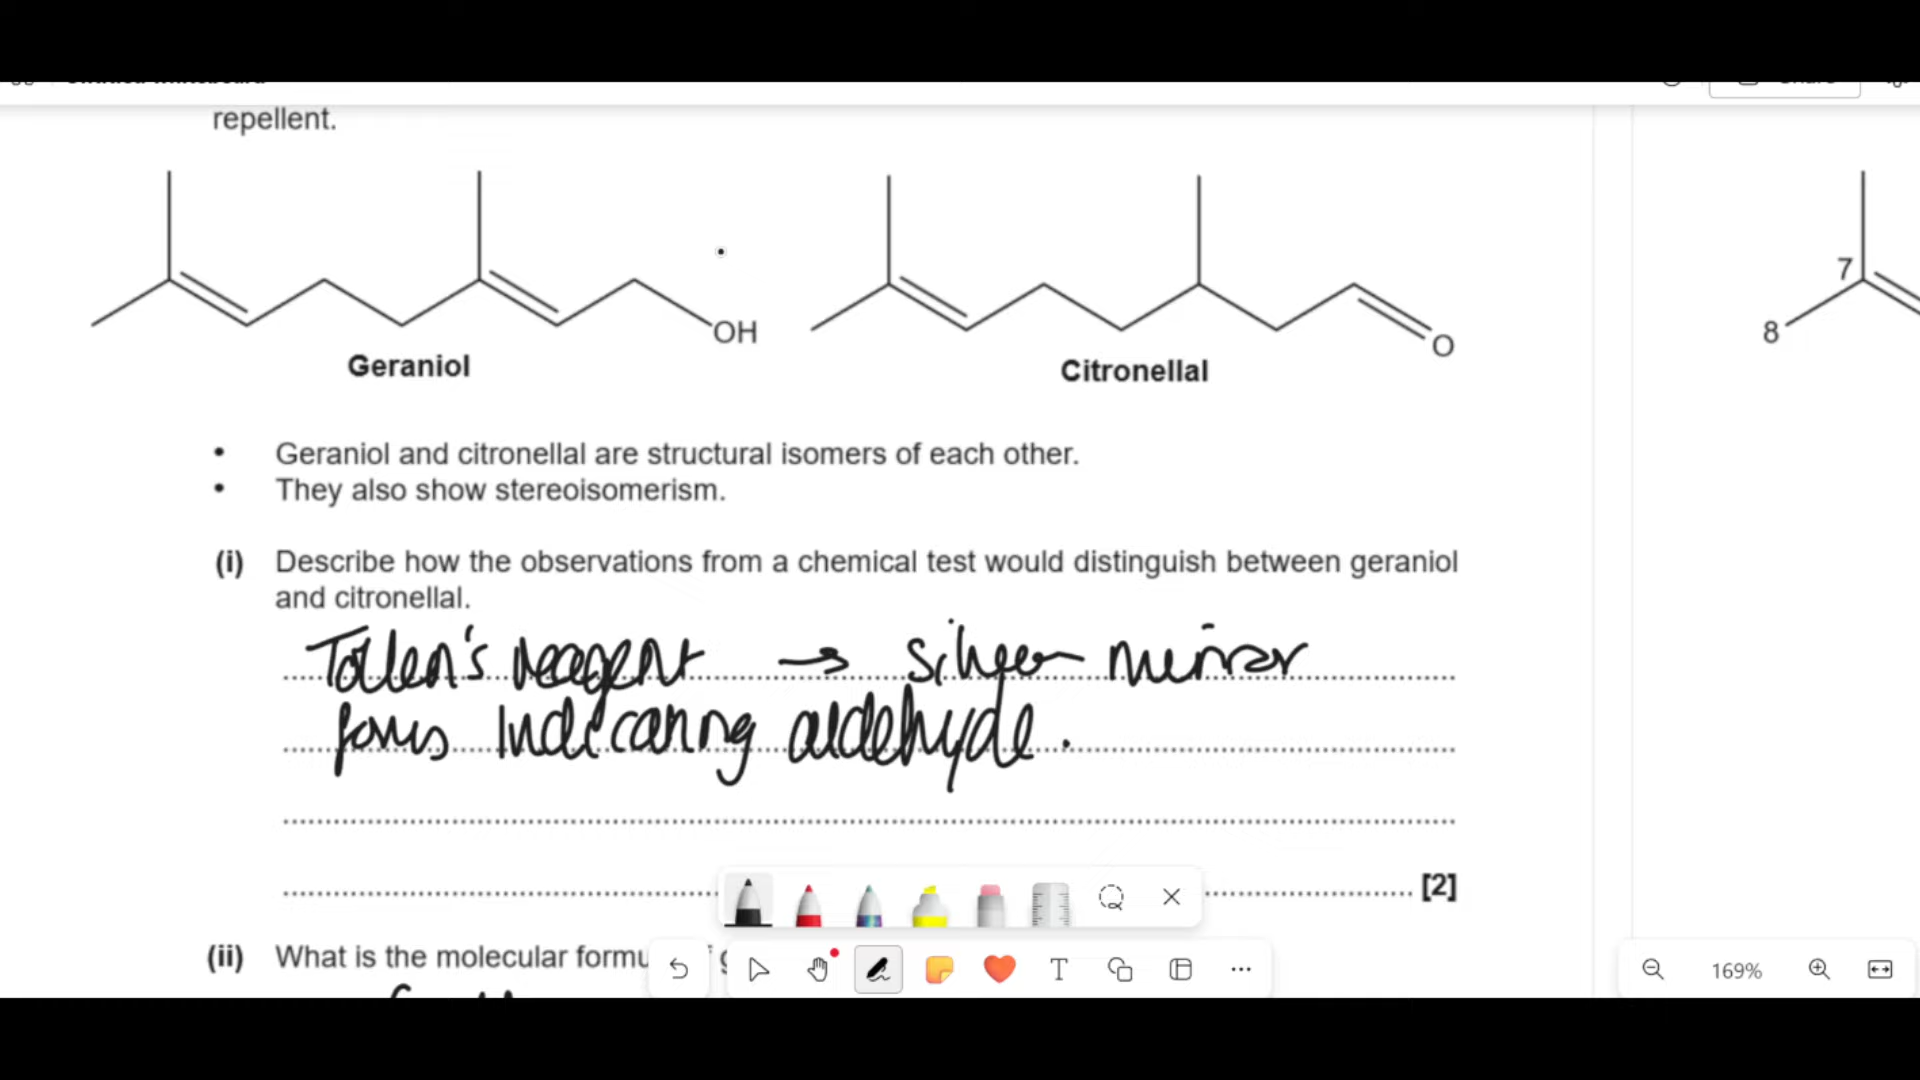 repellent.
7
8
OH
O
Geraniol
Citronellal
• Geraniol and citronellal are structural isomers of each other.
• They also show stereoisomerism.
(i) Describe how the observations from a chemical test would distinguish between geraniol
and citronellal.
Tollen's reagent → silver mirror
forms indicating aldehyde.
[2]
(ii) What is the molecular formu
169%